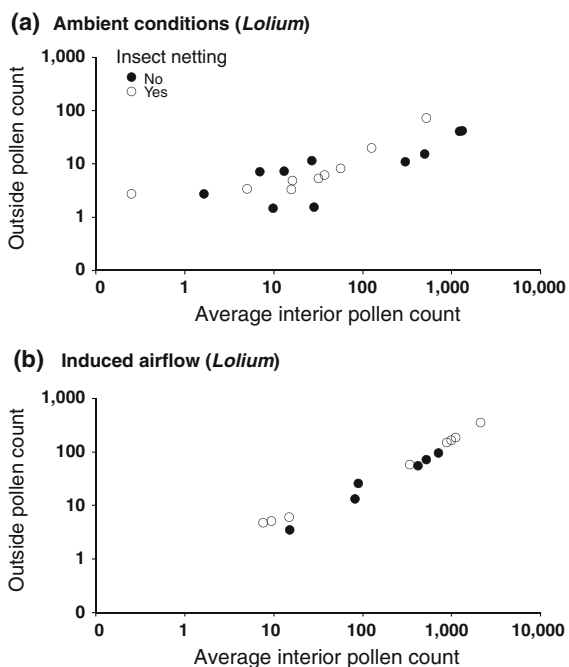 (a) Ambient conditions (Lolium)
1,000
100
10
1
0
Outside pollen count
Insect netting
No
Yes
0 1 10 100 1,000 10,000
Average interior pollen count
(b) Induced airflow (Lolium)
1,000
100
10
1
0
Outside pollen count
0 1 10 100 1,000 10,000
Average interior pollen count